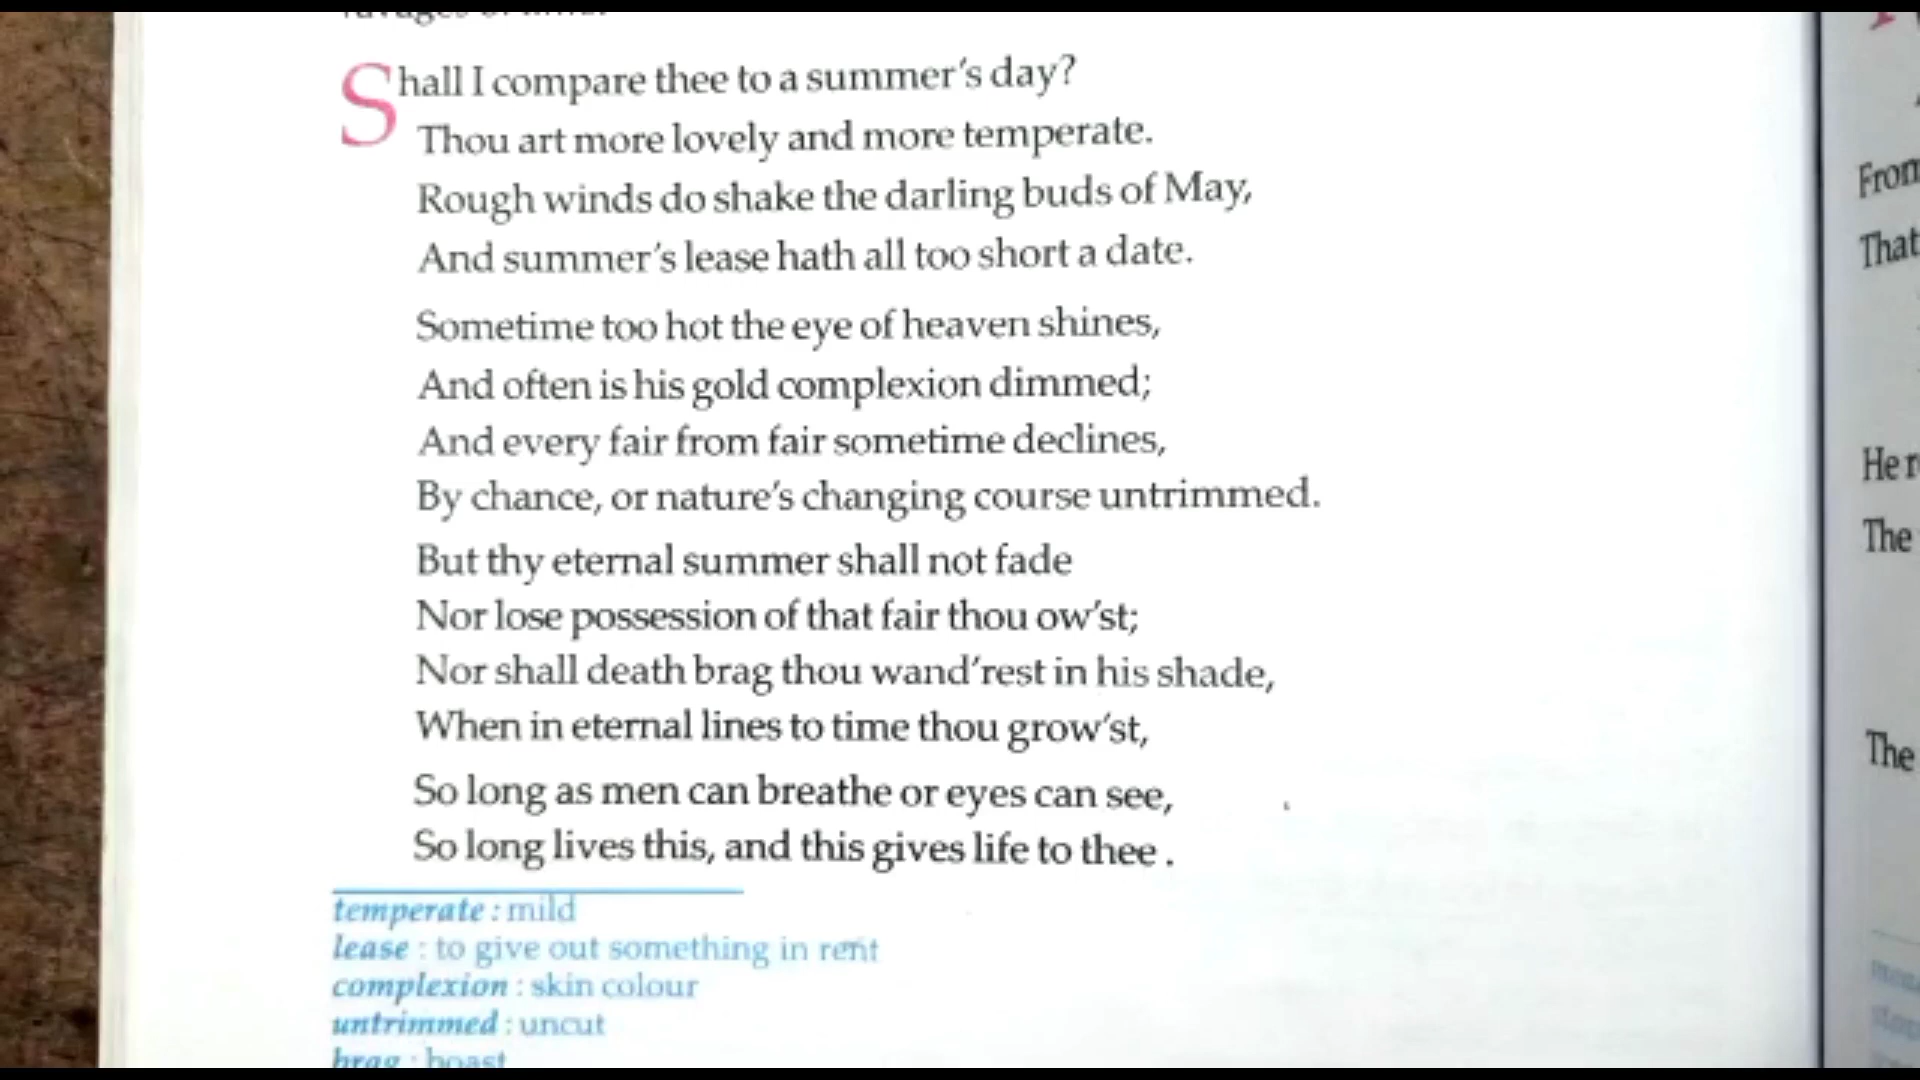 Shall I compare thee to a summer's day?
Thou art more lovely and more temperate.
Rough winds do shake the darling buds of May,
And summer's lease hath all too short a date.
Sometime too hot the eye of heaven shines,
And often is his gold complexion dimmed;
And every fair from fair sometime declines,
By chance, or nature's changing course untrimmed.
But thy eternal summer shall not fade
Nor lose possession of that fair thou ow'st;
Nor shall death brag thou wand'rest in his shade,
When in eternal lines to time thou grow'st,
So long as men can breathe or eyes can see,
So long lives this, and this gives life to thee .
temperate : mild
lease : to give out something in rent
complexion : skin colour
untrimmed : uncut
brag : boast
From
That
He
The
The